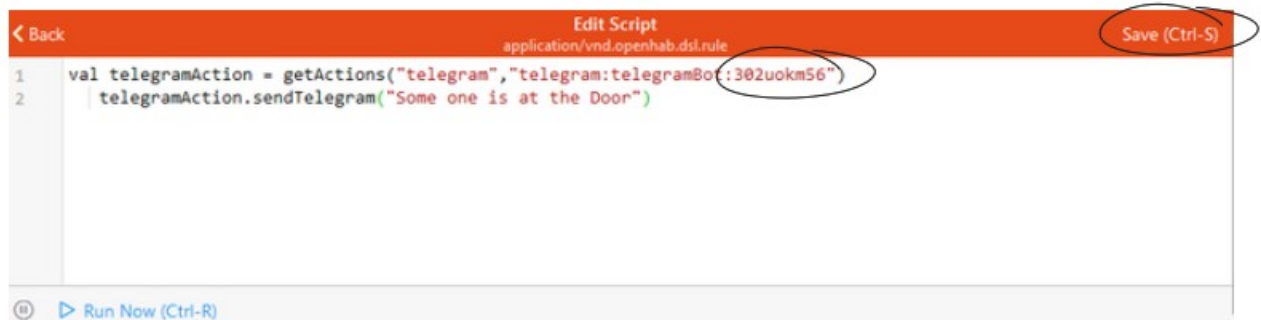 Back
Edit Script
application/vnd.openhab.dsl.rule
Save (Ctrl-S)
1 val telegramAction = getActions("telegram","telegram:telegramBot:302uokm56")
2 telegramAction.sendTelegram("Some one is at the Door")
Run Now (Ctrl-R)